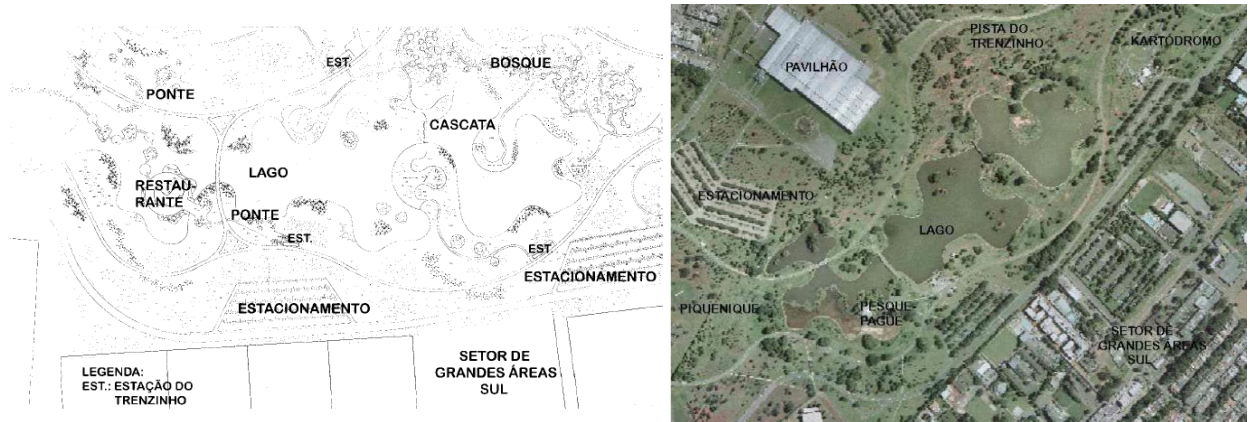 EST.
BOSQUE
PONTE
CASCATA
LAGO
RESTAU-
RANTE
PONTE
EST.
EST.
ESTACIONAMENTO
ESTACIONAMENTO
LEGENDA:
EST.: ESTAÇÃO DO
TRENZINHO
SETOR DE
GRANDES ÁREAS
SUL
PISTA DO
TRENZINHO
KARTÓDROMO
PAVILHÃO
ESTACIONAMENTO
LAGO
PIQUENIQUE
PESQUE-
PAGUE
SETOR DE
GRANDES ÁREAS
SUL